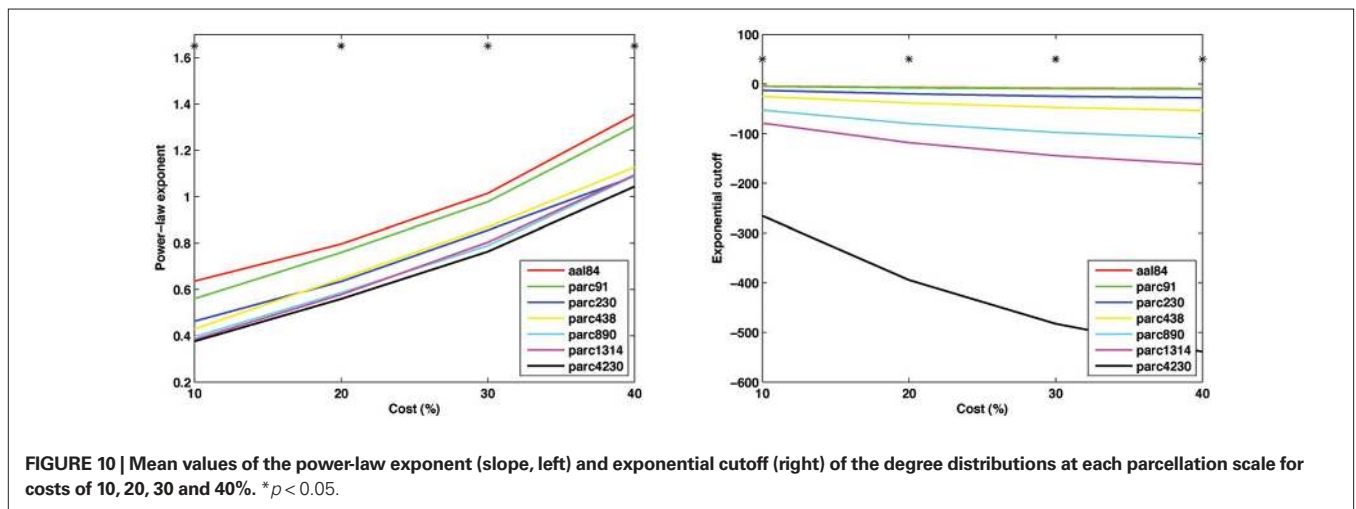 * * * *
1.6
1.4
1.2
1
0.8
0.6
0.4
0.2
Power-law exponent
10 20 30 40
Cost (%)
aal84
parc91
parc230
parc438
parc890
parc1314
parc4230
* * * *
100
0
−100
−200
−300
−400
−500
−600
Exponential cutoff
10 20 30 40
Cost (%)
aal84
parc91
parc230
parc438
parc890
parc1314
parc4230
FIGURE 10 | Mean values of the power-law exponent (slope, left) and exponential cutoff (right) of the degree distributions at each parcellation scale for
costs of 10, 20, 30 and 40%. *p < 0.05.